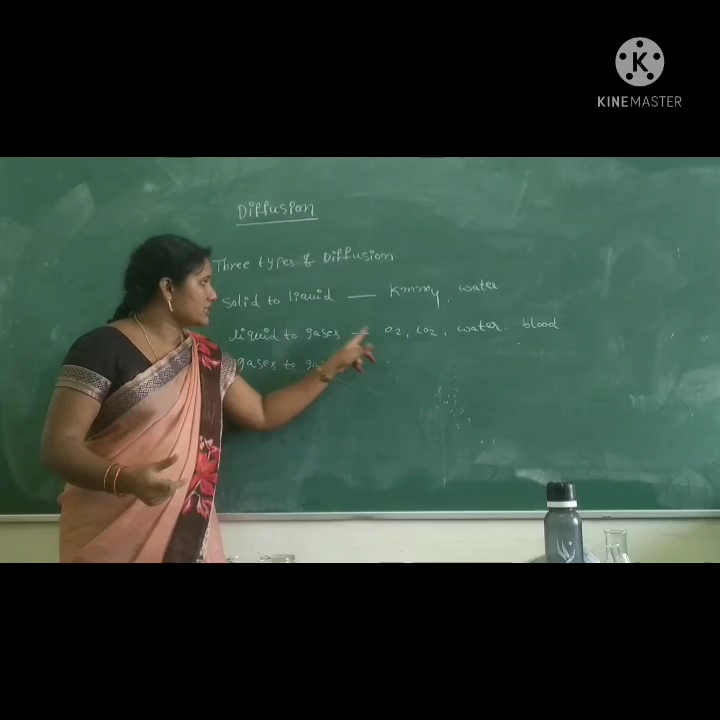 KINEMASTER
Diffusion
Three types of Diffusion
Solid to liquid — Kmno4, water
liquid to gases — O2, CO2, water. blood
gases to